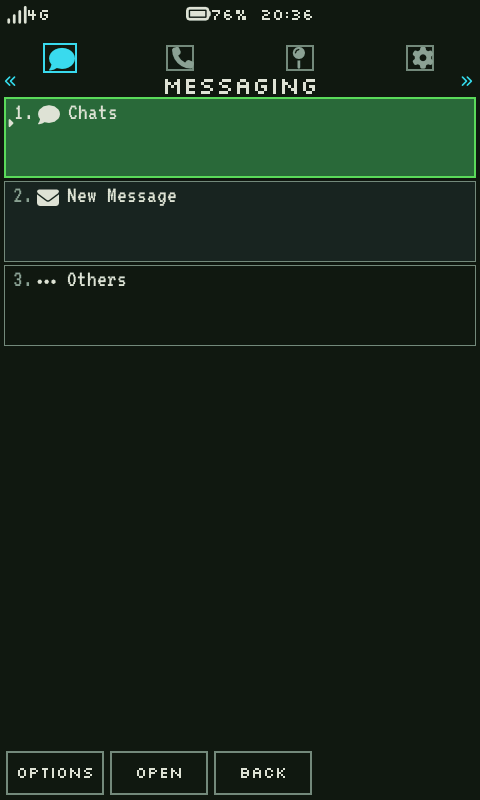 4G 76% 20:36
« »
MESSAGING
1. Chats
2. New Message
3. Others
OPTIONS OPEN BACK